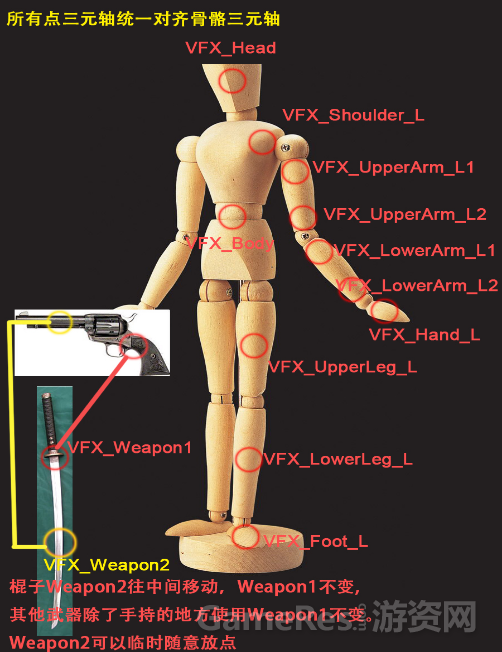 所有点三元轴统一对齐骨骼三元轴
VFX_Head
VFX_Shoulder_L
VFX_UpperArm_L1
VFX_UpperArm_L2
VFX_Body
VFX_LowerArm_L1
VFX_LowerArm_L2
VFX_Hand_L
VFX_UpperLeg_L
VFX_Weapon1
VFX_LowerLeg_L
VFX_Foot_L
VFX_Weapon2
棍子Weapon2往中间移动，Weapon1不变，
其他武器除了手持的地方使用Weapon1不变。
Weapon2可以临时随意放点
GameRes游资网